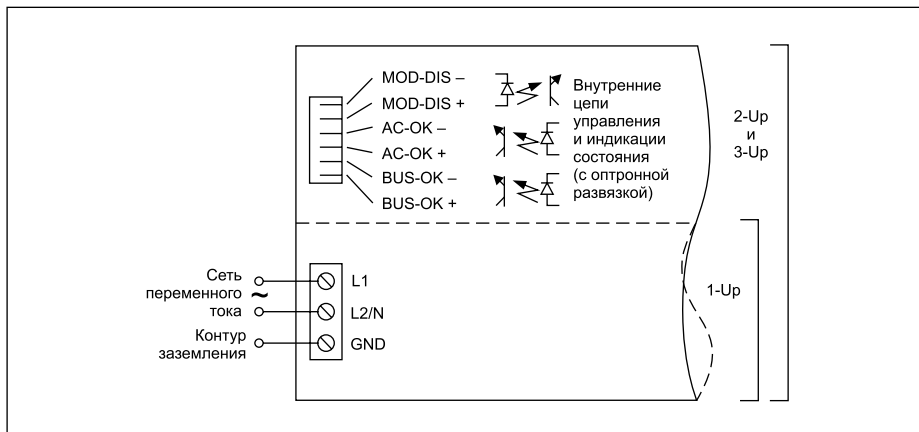 MOD-DIS –
MOD-DIS +
AC-OK –
AC-OK +
BUS-OK –
BUS-OK +
Внутренние
цепи
управления
и индикации
состояния
(с оптронной
развязкой)
2-Up
и
3-Up
Сеть
переменного
тока
~
Контур
заземления
L1
L2/N
GND
1-Up